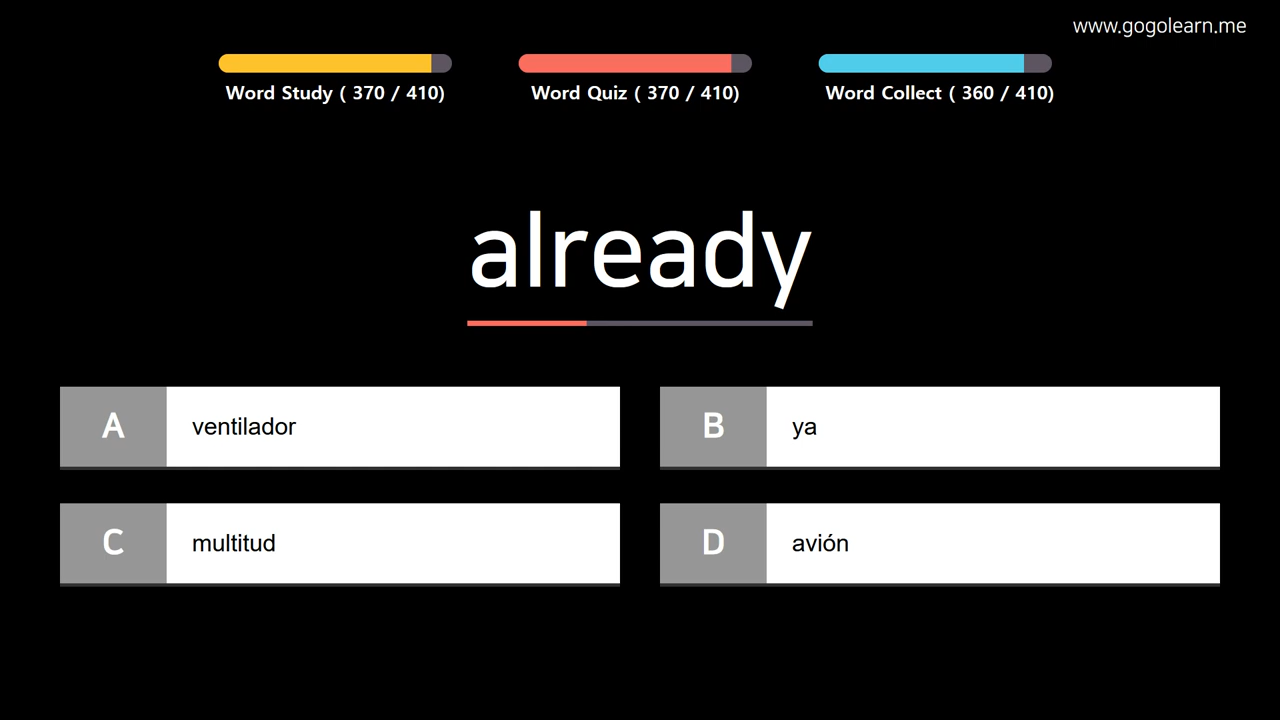 www.gogolearn.me
Word Study ( 370 / 410)
Word Quiz ( 370 / 410)
Word Collect ( 360 / 410)
already
A
ventilador
B
ya
C
multitud
D
avión